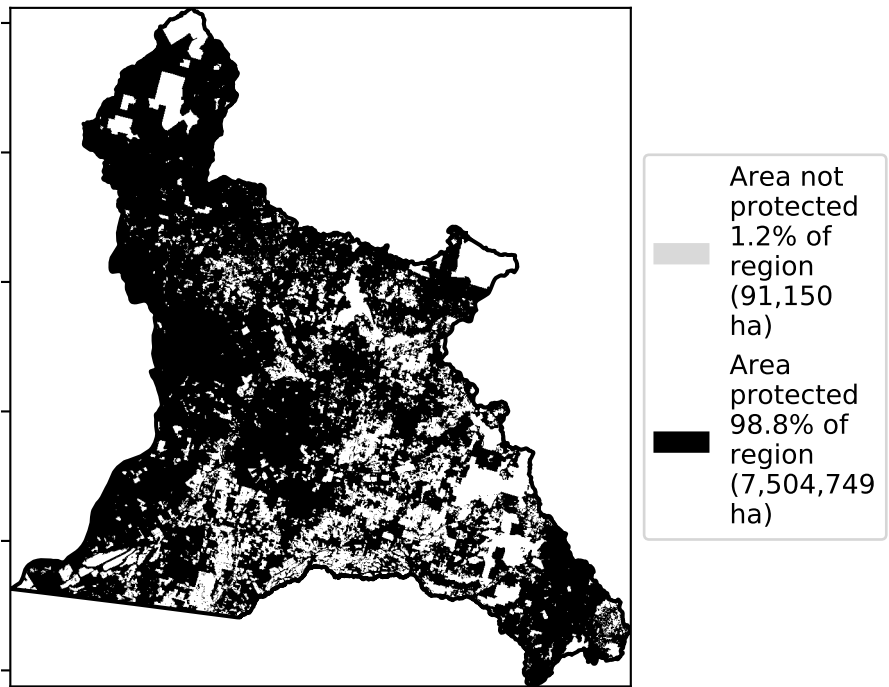 Area not
protected
1.2% of
region
(91,150
ha)
Area
protected
98.8% of
region
(7,504,749
ha)